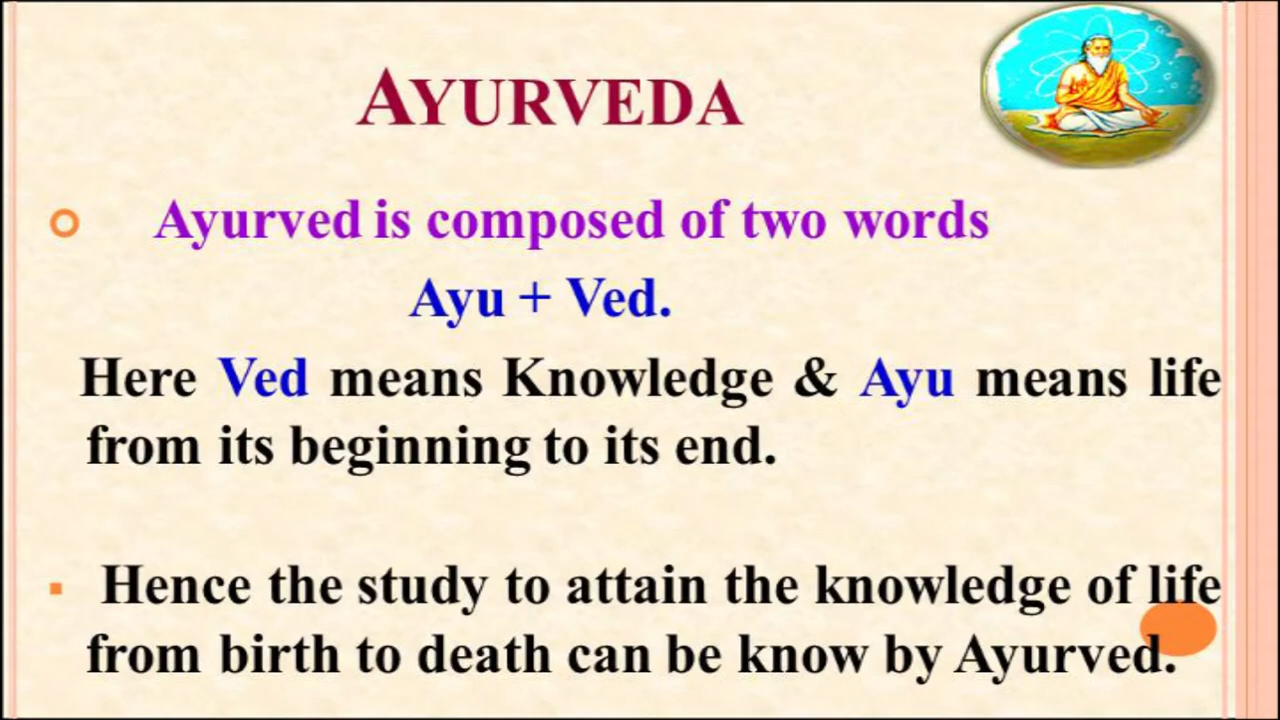 AYURVEDA
Ayurved is composed of two words
Ayu + Ved.
Here Ved means Knowledge & Ayu means life
from its beginning to its end.
Hence the study to attain the knowledge of life
from birth to death can be know by Ayurved.